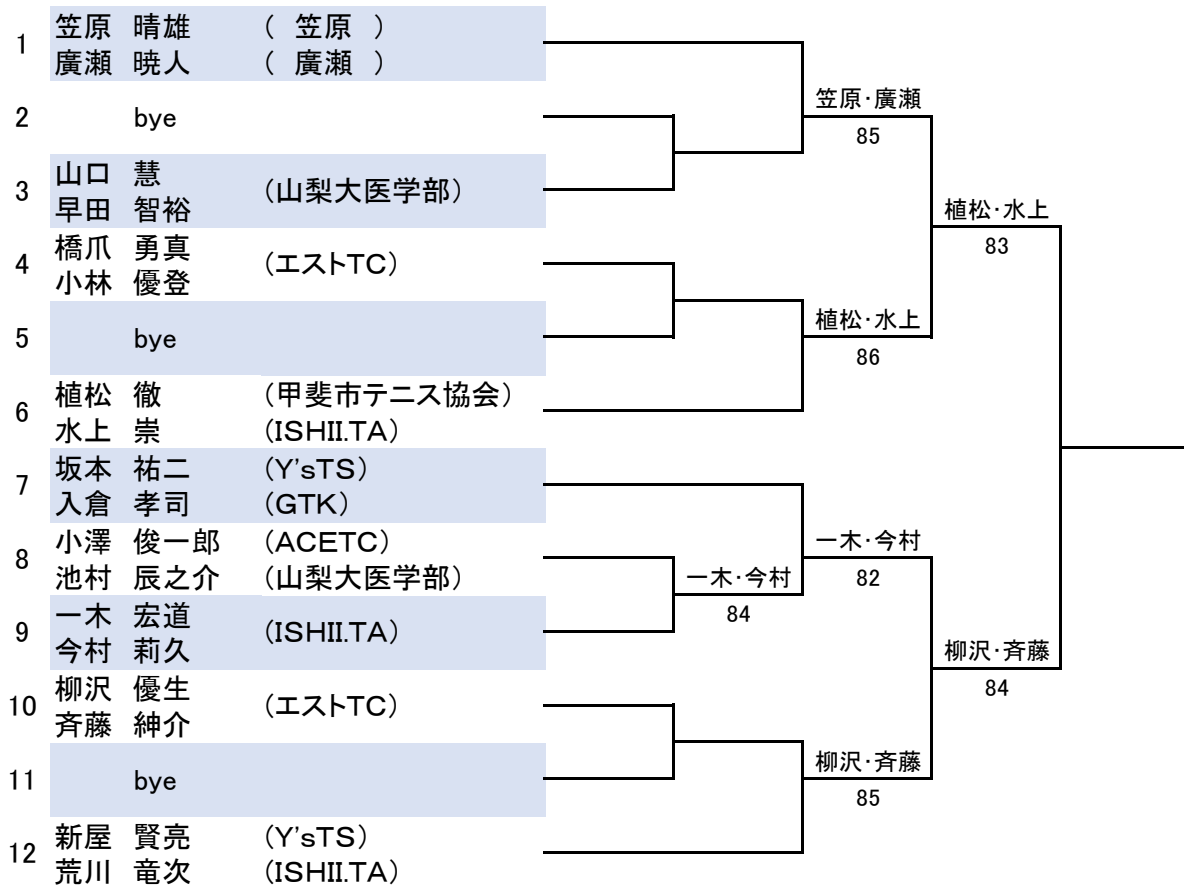 1 笠原 晴雄 ( 笠原 )
廣瀬 暁人 ( 廣瀬 )
笠原・廣瀬
2 bye
85
3 山口 慧 (山梨大医学部)
早田 智裕
植松・水上
4 橋爪 勇真 (エストTC)
小林 優登
83
5 bye
植松・水上
86
6 植松 徹 (甲斐市テニス協会)
水上 崇 (ISHII.TA)
7 坂本 祐二 (Y'sTS)
入倉 孝司 (GTK)
8 小澤 俊一郎 (ACETC)
池村 辰之介 (山梨大医学部)
一木・今村
82
一木・今村
84
9 一木 宏道 (ISHII.TA)
今村 莉久
柳沢・斉藤
84
10 柳沢 優生 (エストTC)
斉藤 紳介
11 bye
柳沢・斉藤
85
12 新屋 賢亮 (Y'sTS)
荒川 竜次 (ISHII.TA)